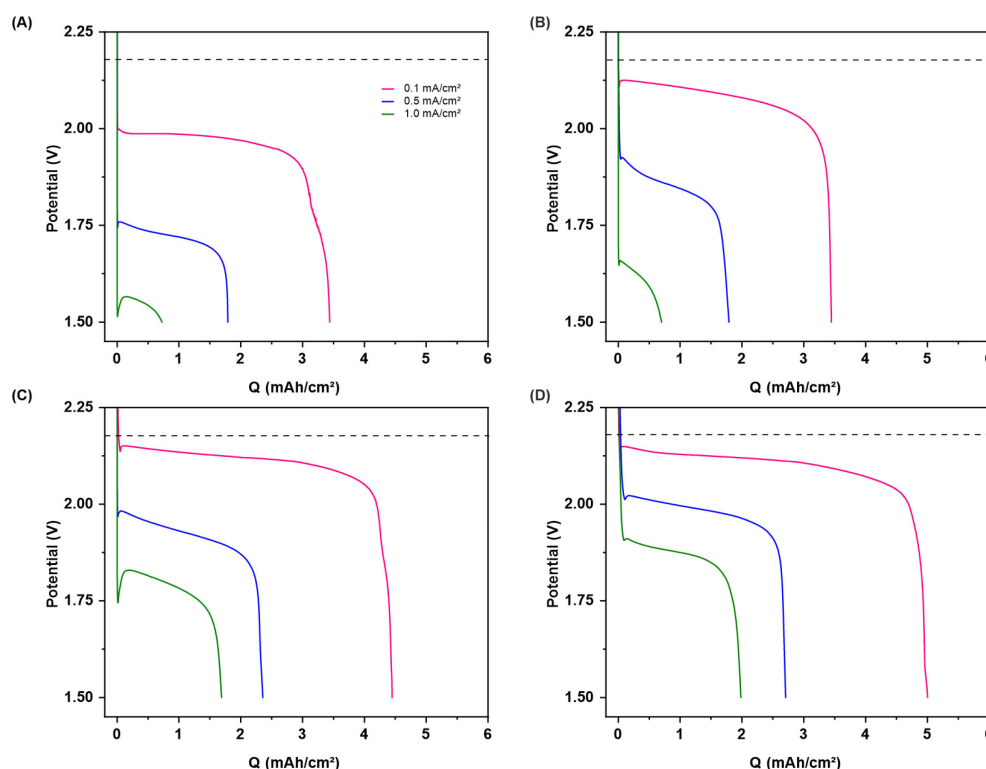 (A)
2.25
2.00
1.75
1.50
Potential (V)
0.1 mA/cm²
0.5 mA/cm²
1.0 mA/cm²
0 1 2 3 4 5 6
Q (mAh/cm²)
(B)
2.25
2.00
1.75
1.50
Potential (V)
0 1 2 3 4 5 6
Q (mAh/cm²)
(C)
2.25
2.00
1.75
1.50
Potential (V)
0 1 2 3 4 5 6
Q (mAh/cm²)
(D)
2.25
2.00
1.75
1.50
Potential (V)
0 1 2 3 4 5 6
Q (mAh/cm²)